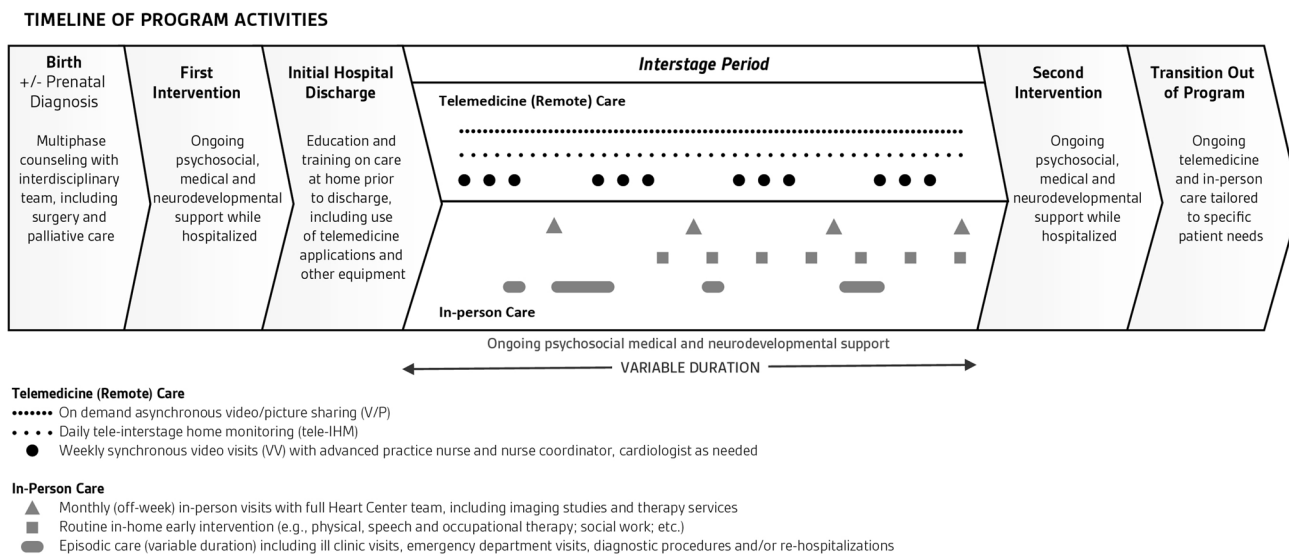 TIMELINE OF PROGRAM ACTIVITIES
Birth
+/- Prenatal
Diagnosis
Multiphase
counseling with
interdisciplinary
team, including
surgery and
palliative care
First
Intervention
Ongoing
psychosocial,
medical and
neurodevelopmental
support while
hospitalized
Initial Hospital
Discharge
Education and
training on care
at home prior
to discharge,
including use
of telemedicine
applications and
other equipment
Interstage Period
Telemedicine (Remote) Care
In-person Care
Second
Intervention
Ongoing
psychosocial,
medical and
neurodevelopmental
support while
hospitalized
Transition Out
of Program
Ongoing
telemedicine
and in-person
care tailored
to specific
patient needs
Ongoing psychosocial medical and neurodevelopmental support
VARIABLE DURATION
Telemedicine (Remote) Care
On demand asynchronous video/picture sharing (V/P)
Daily tele-interstage home monitoring (tele-IHM)
Weekly synchronous video visits (VV) with advanced practice nurse and nurse coordinator, cardiologist as needed
In-Person Care
Monthly (off-week) in-person visits with full Heart Center team, including imaging studies and therapy services
Routine in-home early intervention (e.g., physical, speech and occupational therapy; social work; etc.)
Episodic care (variable duration) including ill clinic visits, emergency department visits, diagnostic procedures and/or re-hospitalizations